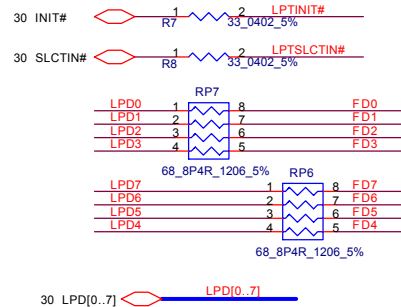 30 INIT# 1 2 LPTINIT#
R7 33_0402_5%
30 SLCTIN# 1 2 LPTSLCTIN#
R8 33_0402_5%
RP7
LPD0 1 8 FD0
LPD1 2 7 FD1
LPD2 3 6 FD2
LPD3 4 5 FD3
68_8P4R_1206_5%
RP6
LPD7 1 8 FD7
LPD6 2 7 FD6
LPD5 3 6 FD5
LPD4 4 5 FD4
68_8P4R_1206_5%
30 LPD[0..7] LPD[0..7]